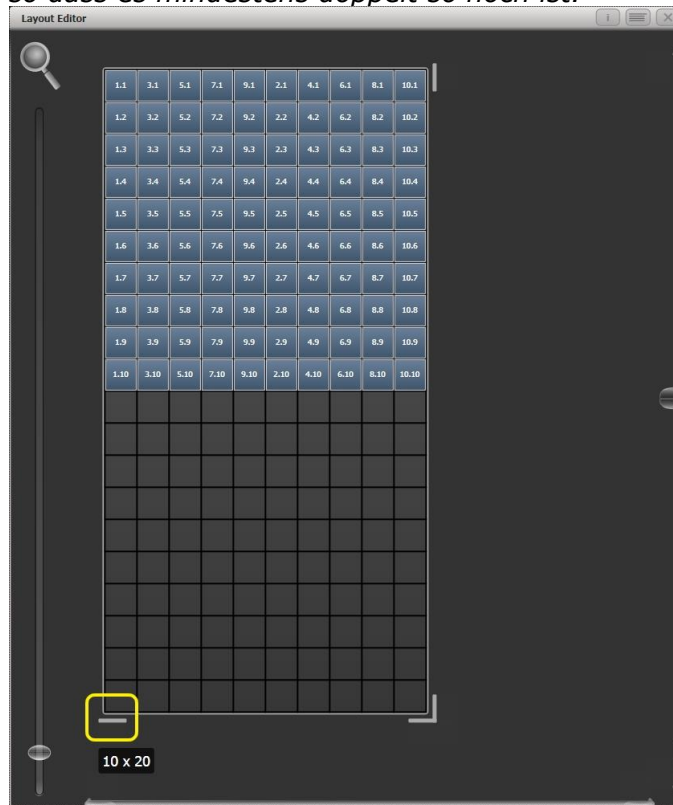 so dass es mindestens doppelt so hoch ist.
Layout Editor
i
1.1 3.1 5.1 7.1 9.1 2.1 4.1 6.1 8.1 10.1
1.2 3.2 5.2 7.2 9.2 2.2 4.2 6.2 8.2 10.2
1.3 3.3 5.3 7.3 9.3 2.3 4.3 6.3 8.3 10.3
1.4 3.4 5.4 7.4 9.4 2.4 4.4 6.4 8.4 10.4
1.5 3.5 5.5 7.5 9.5 2.5 4.5 6.5 8.5 10.5
1.6 3.6 5.6 7.6 9.6 2.6 4.6 6.6 8.6 10.6
1.7 3.7 5.7 7.7 9.7 2.7 4.7 6.7 8.7 10.7
1.8 3.8 5.8 7.8 9.8 2.8 4.8 6.8 8.8 10.8
1.9 3.9 5.9 7.9 9.9 2.9 4.9 6.9 8.9 10.9
1.10 3.10 5.10 7.10 9.10 2.10 4.10 6.10 8.10 10.10
10 x 20